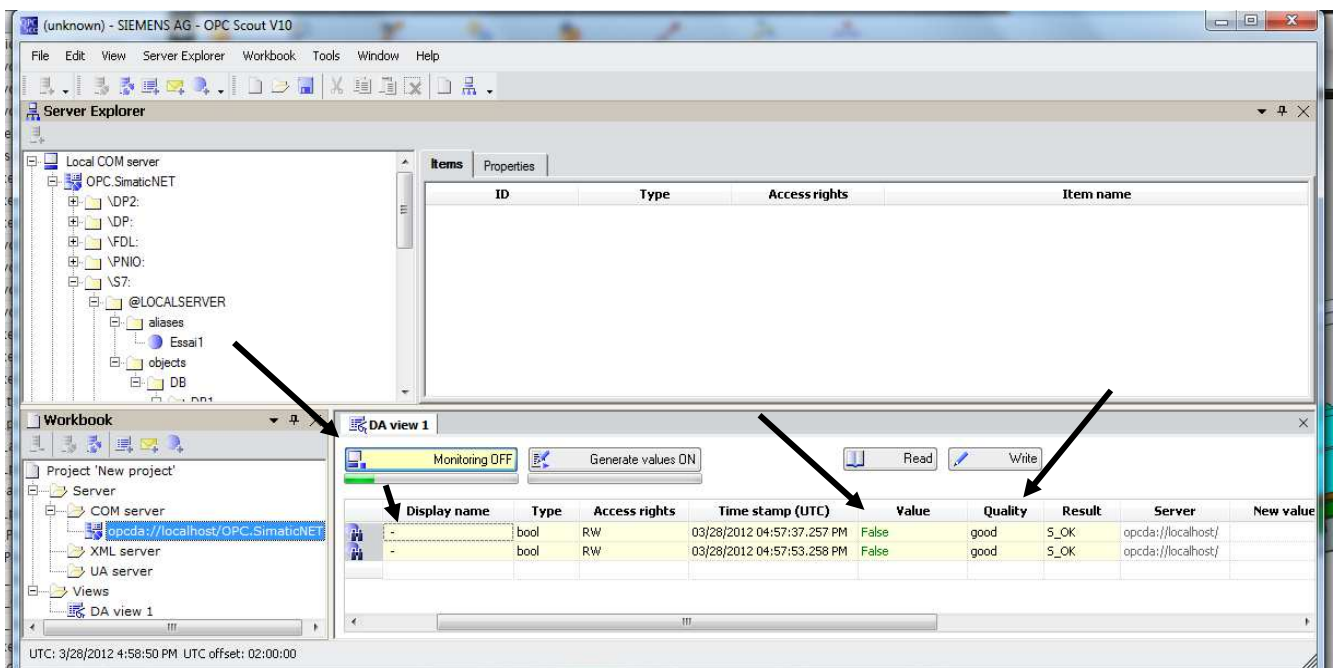 (unknown) - SIEMENS AG - OPC Scout V10
File Edit View Server Explorer Workbook Tools Window Help
Server Explorer
Local COM server
OPC.SimaticNET
\DP2:
\DP:
\FDL:
\PNIO:
\S7:
@LOCALSERVER
aliases
Essai1
objects
DB
Items Properties
ID Type Access rights Item name
Workbook
Project 'New project'
Server
COM server
opcda://localhost/OPC.SimaticNET
XML server
UA server
Views
DA view 1
DA view 1
Monitoring OFF Generate values ON Read Write
Display name Type Access rights Time stamp (UTC) Value Quality Result Server New value
- bool RW 03/28/2012 04:57:37.257 PM False good S_OK opcda://localhost/
- bool RW 03/28/2012 04:57:53.258 PM False good S_OK opcda://localhost/
UTC: 3/28/2012 4:58:50 PM UTC offset: 02:00:00